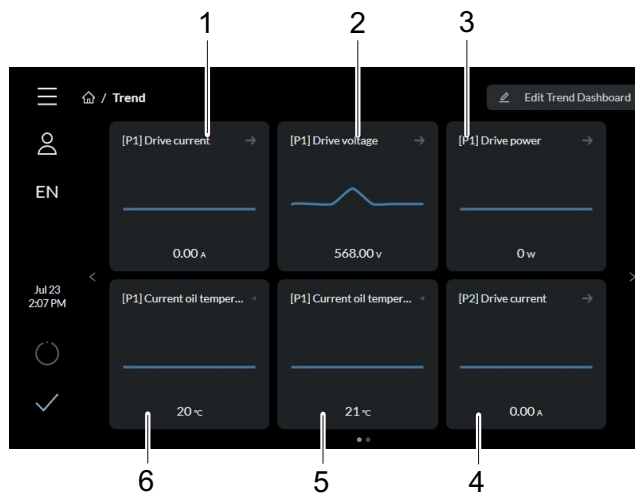 1 2 3
/ Trend
Edit Trend Dashboard
[P1] Drive current
[P1] Drive voltage
[P1] Drive power
EN
0.00 A
568.00 V
0 W
Jul 23
2:07 PM
[P1] Current oil temper...
[P1] Current oil temper...
[P2] Drive current
20 °C
21 °C
0.00 A
6 5 4